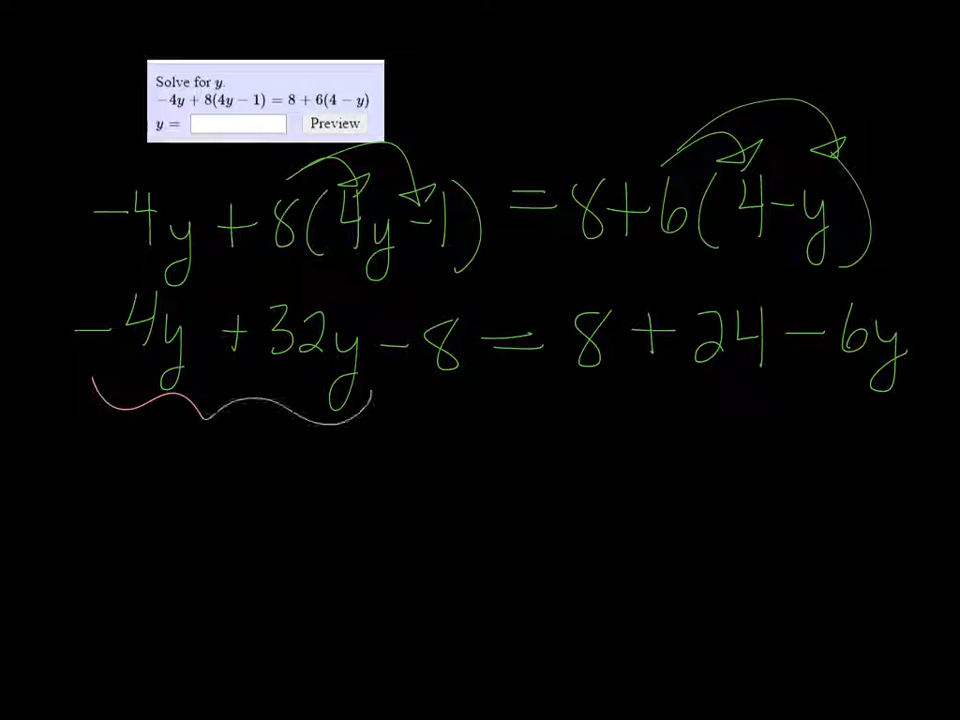 Solve for y.
−4y + 8(4y − 1) = 8 + 6(4 − y)
y =
Preview
-4y + 8(4y - 1) = 8 + 6(4 - y)
-4y + 32y - 8 = 8 + 24 - 6y